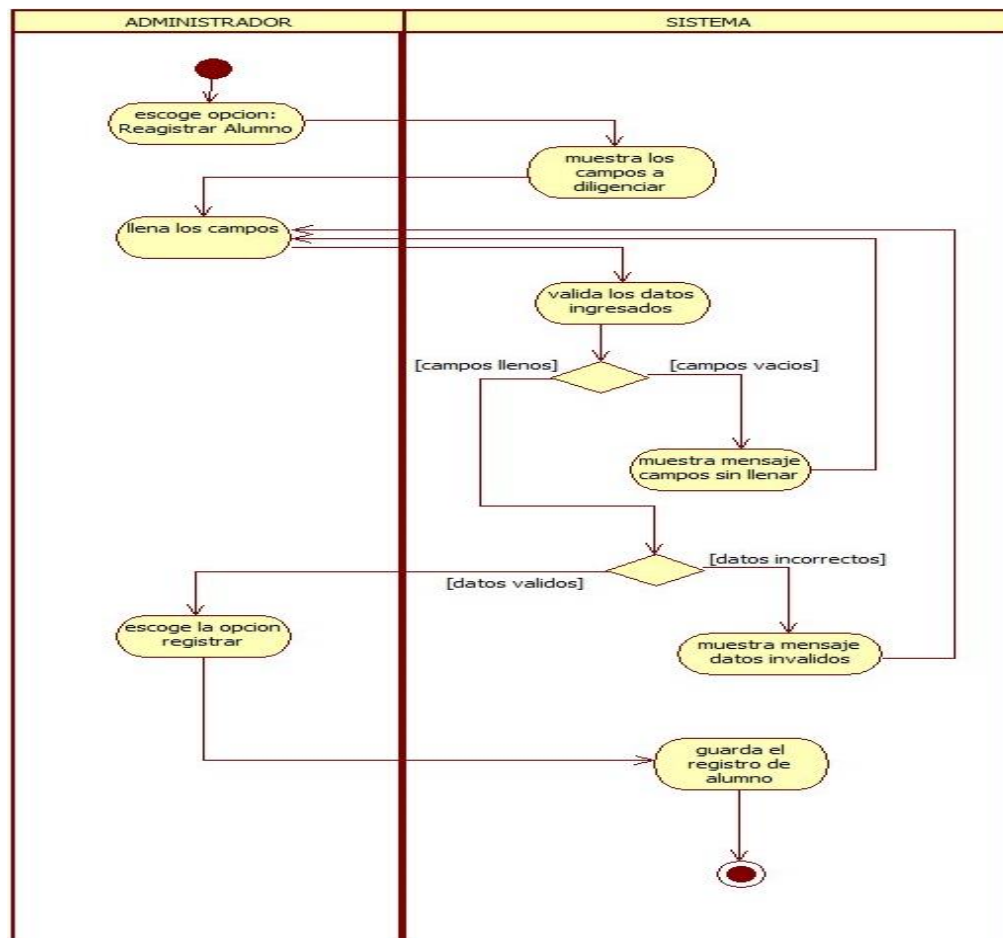 ADMINISTRADOR
SISTEMA
escoge opcion:
Reagistrar Alumno
muestra los
campos a
diligenciar
llena los campos
valida los datos
ingresados
[campos llenos]
[campos vacios]
muestra mensaje
campos sin llenar
[datos incorrectos]
[datos validos]
escoge la opcion
registrar
muestra mensaje
datos invalidos
guarda el
registro de
alumno